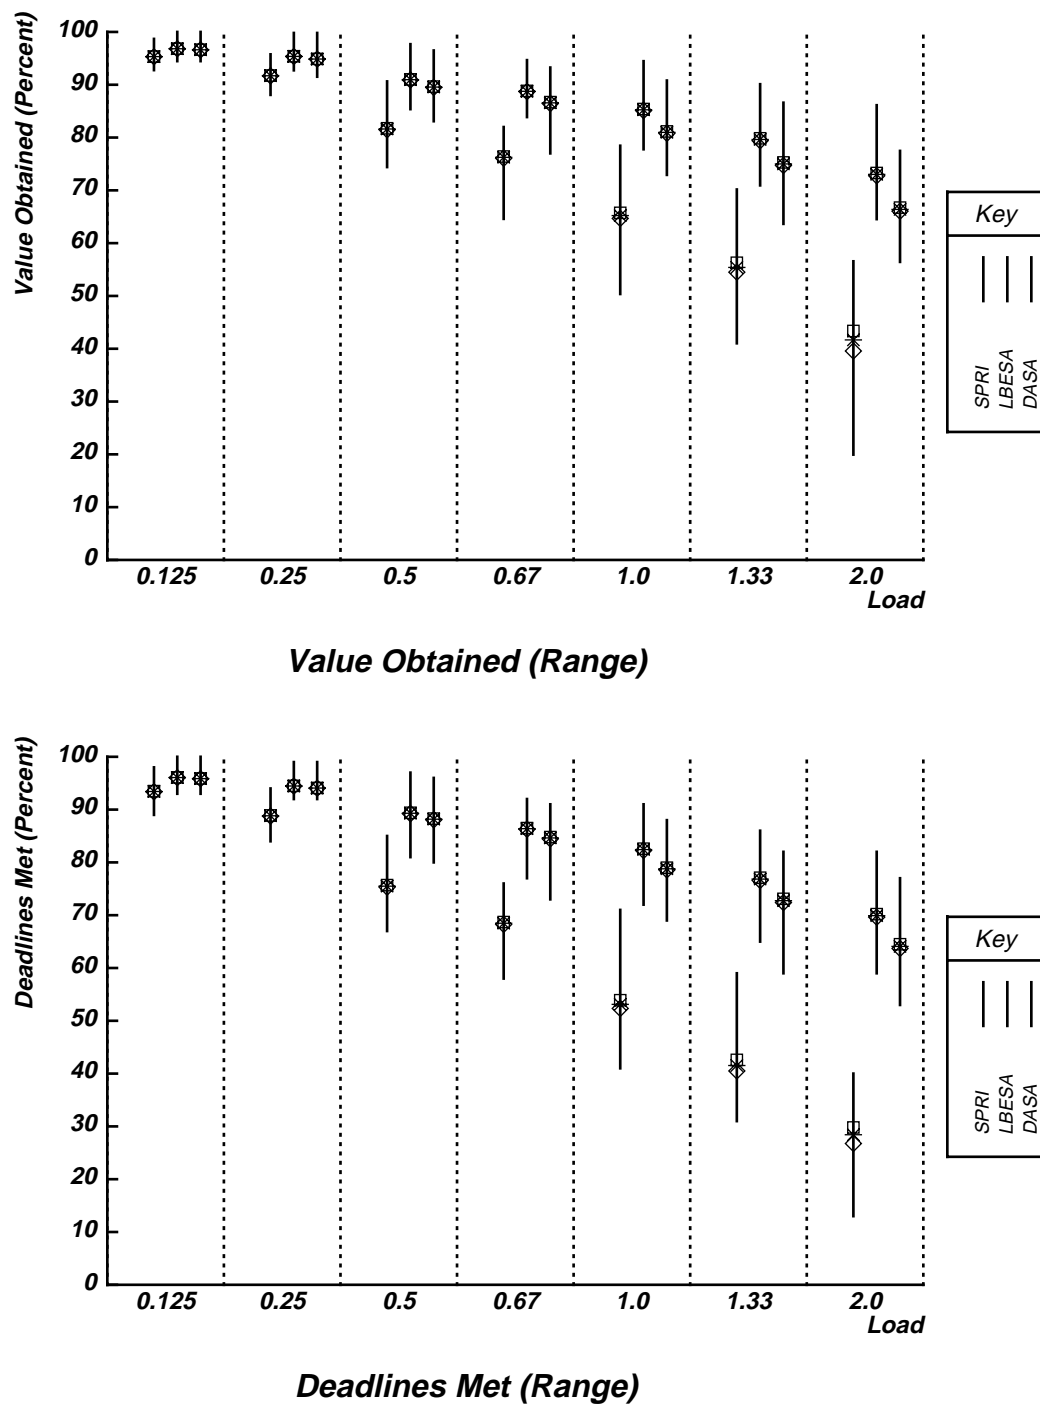 Value Obtained (Percent)
100
90
80
70
60
50
40
30
20
10
0
0.125 0.25 0.5 0.67 1.0 1.33 2.0
Load
Key
SPRI
LBESA
DASA
Value Obtained (Range)
Deadlines Met (Percent)
100
90
80
70
60
50
40
30
20
10
0
0.125 0.25 0.5 0.67 1.0 1.33 2.0
Load
Key
SPRI
LBESA
DASA
Deadlines Met (Range)